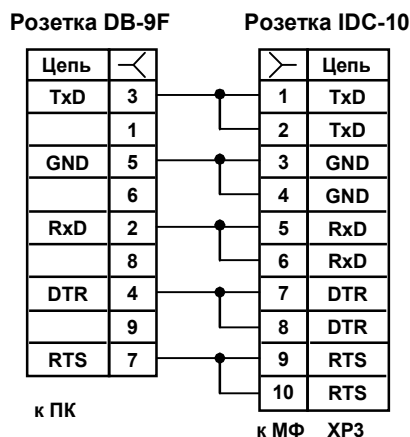 Розетка DB-9F
Розетка IDC-10
Цепь
Цепь
TxD 3 1 TxD
1 2 TxD
GND 5 3 GND
6 4 GND
RxD 2 5 RxD
8 6 RxD
DTR 4 7 DTR
9 8 DTR
RTS 7 9 RTS
10 RTS
к ПК
к МФ XP3